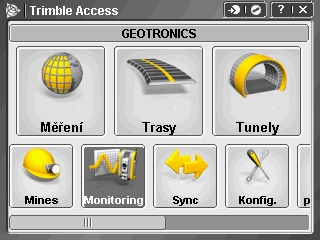 Trimble Access
?
GEOTRONICS
Měření Trasy Tunely
Mines Monitoring Sync Konfig. p